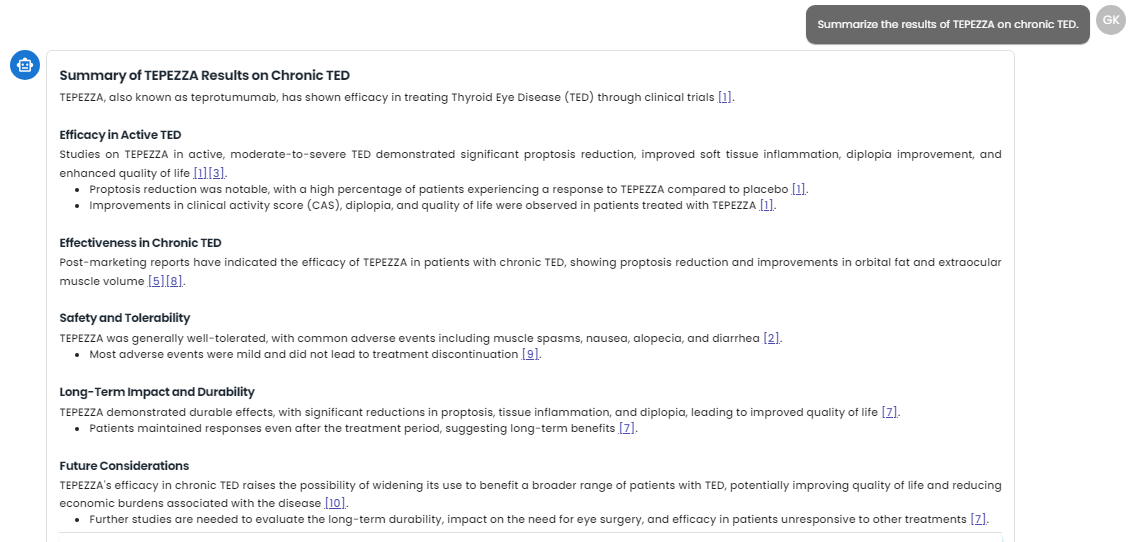 Summarize the results of TEPEZZA on chronic TED.
GK
Summary of TEPEZZA Results on Chronic TED
TEPEZZA, also known as teprotumumab, has shown efficacy in treating Thyroid Eye Disease (TED) through clinical trials [1].
Efficacy in Active TED
Studies on TEPEZZA in active, moderate-to-severe TED demonstrated significant proptosis reduction, improved soft tissue inflammation, diplopia improvement, and
enhanced quality of life [1][3].
• Proptosis reduction was notable, with a high percentage of patients experiencing a response to TEPEZZA compared to placebo [1].
• Improvements in clinical activity score (CAS), diplopia, and quality of life were observed in patients treated with TEPEZZA [1].
Effectiveness in Chronic TED
Post-marketing reports have indicated the efficacy of TEPEZZA in patients with chronic TED, showing proptosis reduction and improvements in orbital fat and extraocular
muscle volume [5][8].
Safety and Tolerability
TEPEZZA was generally well-tolerated, with common adverse events including muscle spasms, nausea, alopecia, and diarrhea [2].
• Most adverse events were mild and did not lead to treatment discontinuation [9].
Long-Term Impact and Durability
TEPEZZA demonstrated durable effects, with significant reductions in proptosis, tissue inflammation, and diplopia, leading to improved quality of life [7].
• Patients maintained responses even after the treatment period, suggesting long-term benefits [7].
Future Considerations
TEPEZZA's efficacy in chronic TED raises the possibility of widening its use to benefit a broader range of patients with TED, potentially improving quality of life and reducing
economic burdens associated with the disease [10].
• Further studies are needed to evaluate the long-term durability, impact on the need for eye surgery, and efficacy in patients unresponsive to other treatments [7].